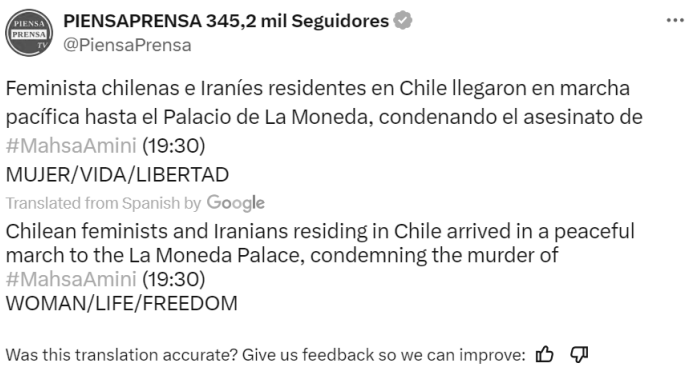 PIENSA
PRENSA
TV
PIENSAPRENSA 345,2 mil Seguidores
@PiensaPrensa
Feminista chilenas e Iraníes residentes en Chile llegaron en marcha
pacífica hasta el Palacio de La Moneda, condenando el asesinato de
#MahsaAmini (19:30)
MUJER/VIDA/LIBERTAD
Translated from Spanish by Google
Chilean feminists and Iranians residing in Chile arrived in a peaceful
march to the La Moneda Palace, condemning the murder of
#MahsaAmini (19:30)
WOMAN/LIFE/FREEDOM
Was this translation accurate? Give us feedback so we can improve: